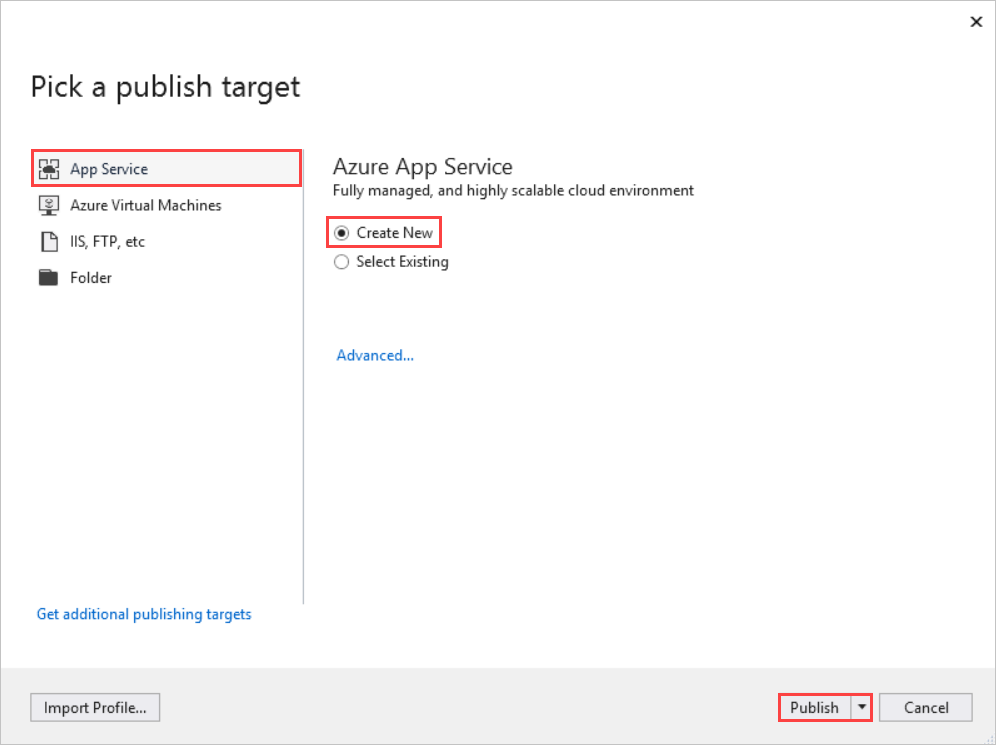 Pick a publish target
App Service
Azure Virtual Machines
IIS, FTP, etc
Folder
Azure App Service
Fully managed, and highly scalable cloud environment
Create New
Select Existing
Advanced...
Get additional publishing targets
Import Profile...
Publish
Cancel